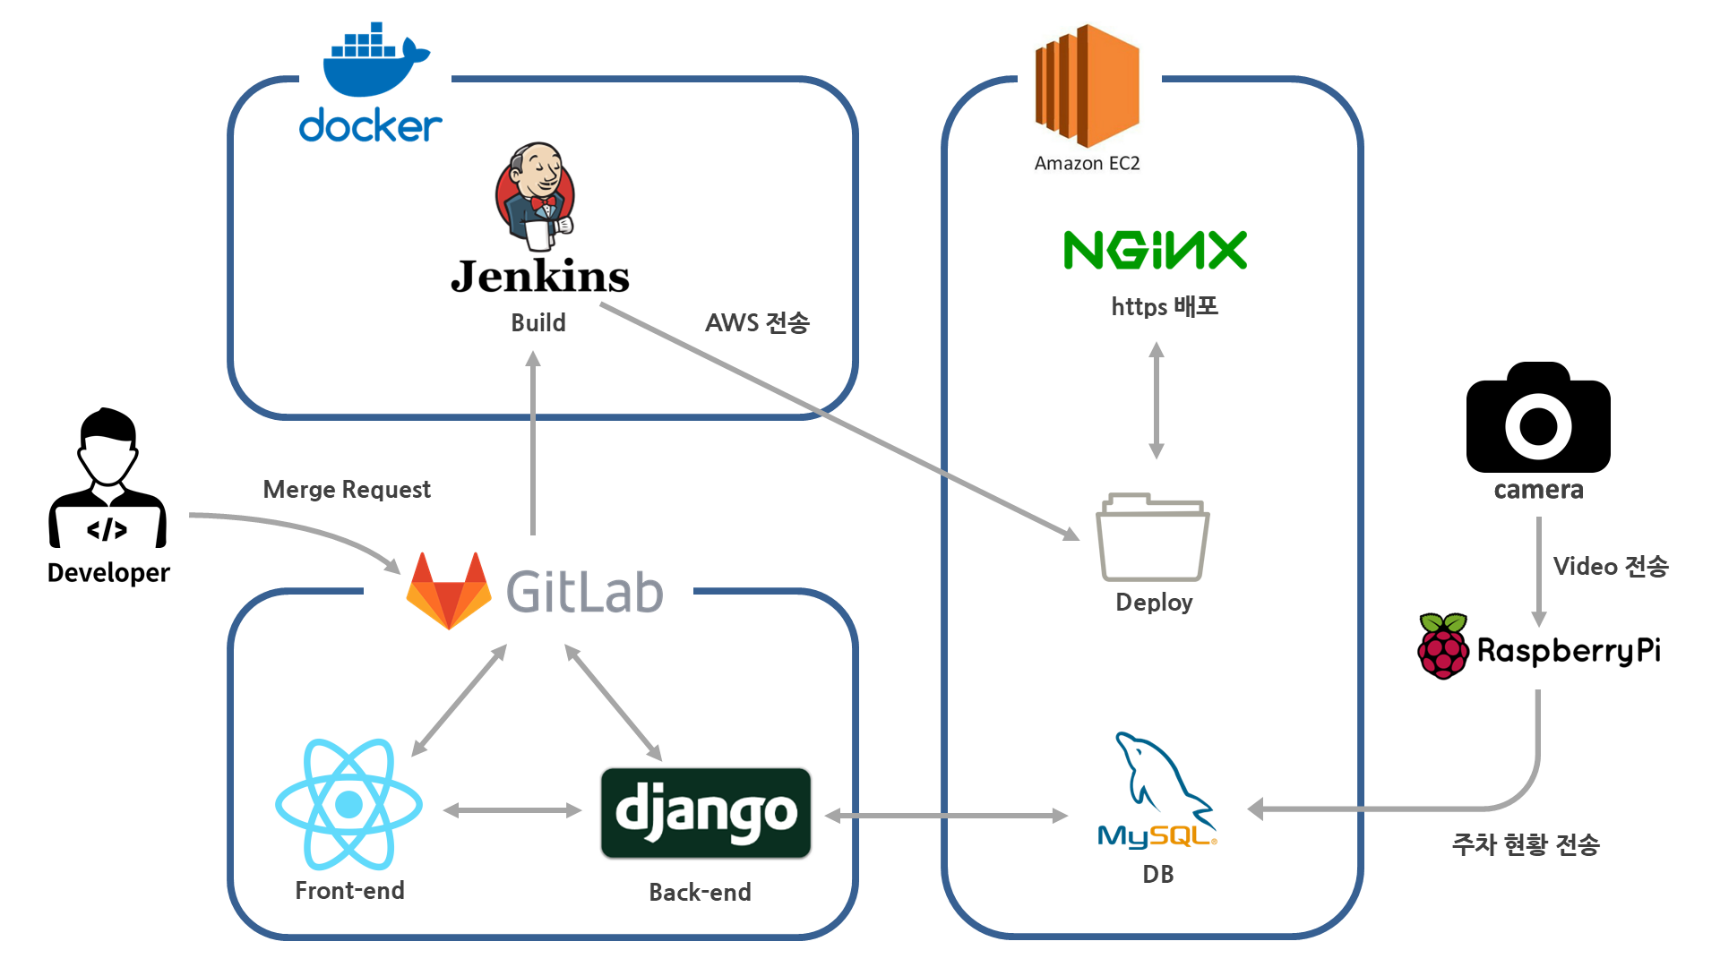 docker
Jenkins
Build
AWS 전송
Amazon EC2
NGiNX
https 배포
Deploy
camera
Video 전송
RaspberryPi
주차 현황 전송
</>
Developer
Merge Request
GitLab
Front-end
django
Back-end
MySQL
DB